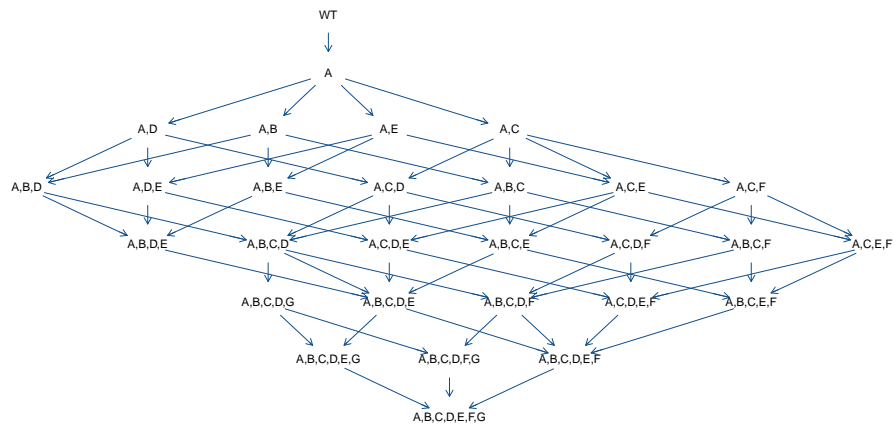 WT
A
A,D A,B A,E A,C
A,B,D A,D,E A,B,E A,C,D A,B,C A,C,E A,C,F
A,B,D,E A,B,C,D A,C,D,E A,B,C,E A,C,D,F A,B,C,F A,C,E,F
A,B,C,D,G A,B,C,D,E A,B,C,D,F A,C,D,E,F A,B,C,E,F
A,B,C,D,E,G A,B,C,D,F,G A,B,C,D,E,F
A,B,C,D,E,F,G